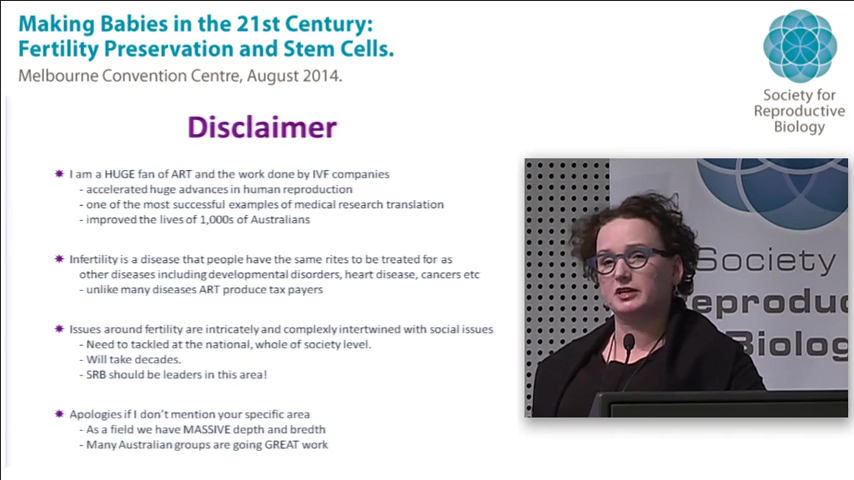 Making Babies in the 21st Century:
Fertility Preservation and Stem Cells.
Melbourne Convention Centre, August 2014.
Society for
Reproductive
Biology
Disclaimer
I am a HUGE fan of ART and the work done by IVF companies
- accelerated huge advances in human reproduction
- one of the most successful examples of medical research translation
- improved the lives of 1,000s of Australians
Infertility is a disease that people have the same rites to be treated for as
other diseases including developmental disorders, heart disease, cancers etc
- unlike many diseases ART produce tax payers
Issues around fertility are intricately and complexly intertwined with social issues
- Need to tackled at the national, whole of society level.
- Will take decades.
- SRB should be leaders in this area!
Apologies if I don't mention your specific area
- As a field we have MASSIVE depth and bredth
- Many Australian groups are going GREAT work
Society
eproduc
Biolog